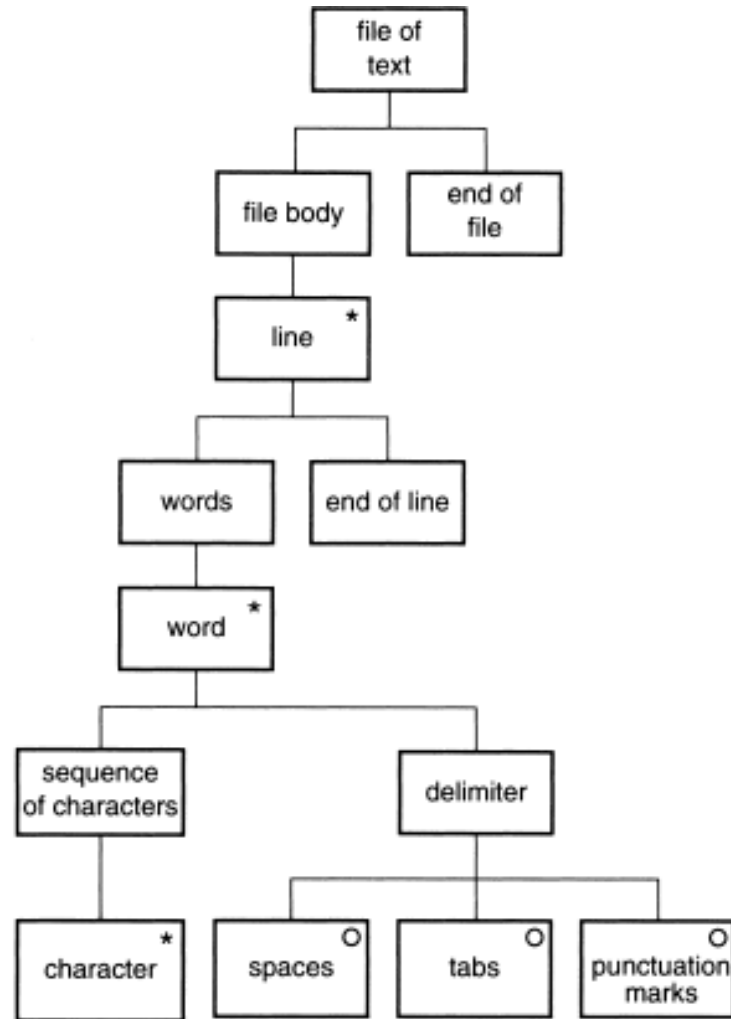 file of
text
file body
end of
file
*
line
words
end of line
*
word
sequence
of characters
delimiter
*
character
O
spaces
O
tabs
O
punctuation
marks